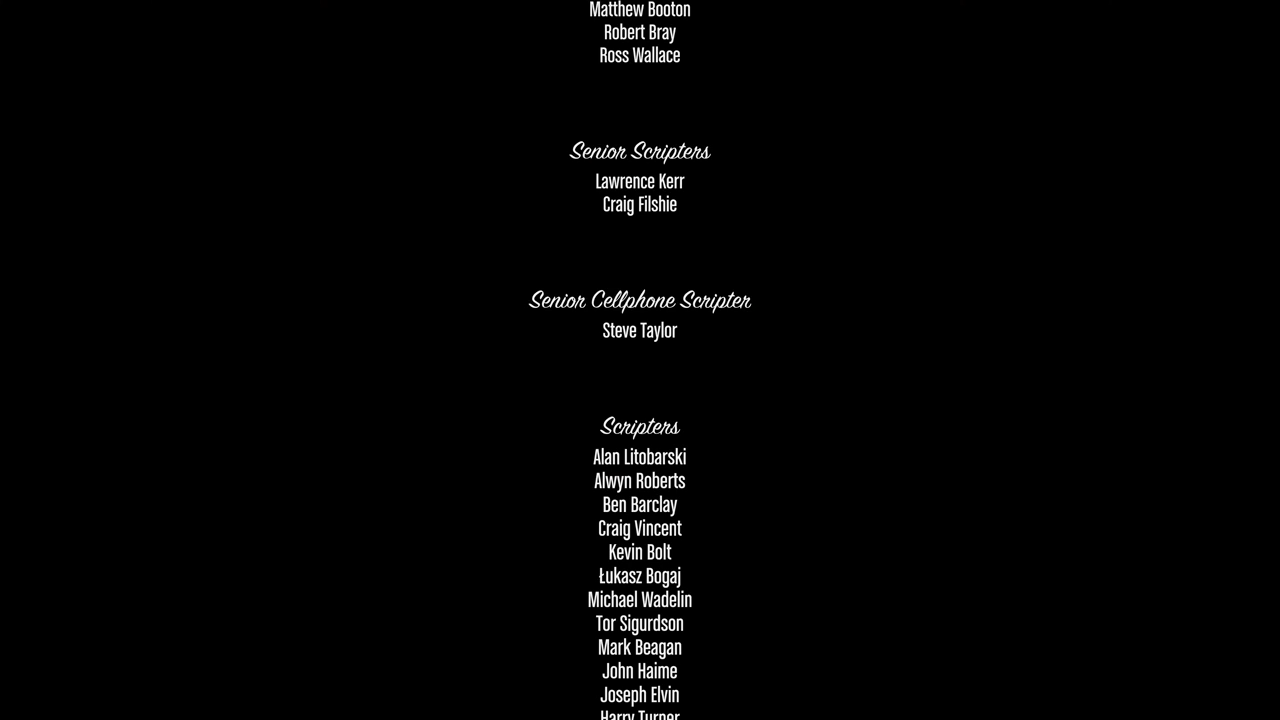 Matthew Booton
Robert Bray
Ross Wallace
Senior Scripters
Lawrence Kerr
Craig Filshie
Senior Cellphone Scripter
Steve Taylor
Scripters
Alan Litobarski
Alwyn Roberts
Ben Barclay
Craig Vincent
Kevin Bolt
Łukasz Bogaj
Michael Wadelin
Tor Sigurdson
Mark Beagan
John Haime
Joseph Elvin
Harry Turner